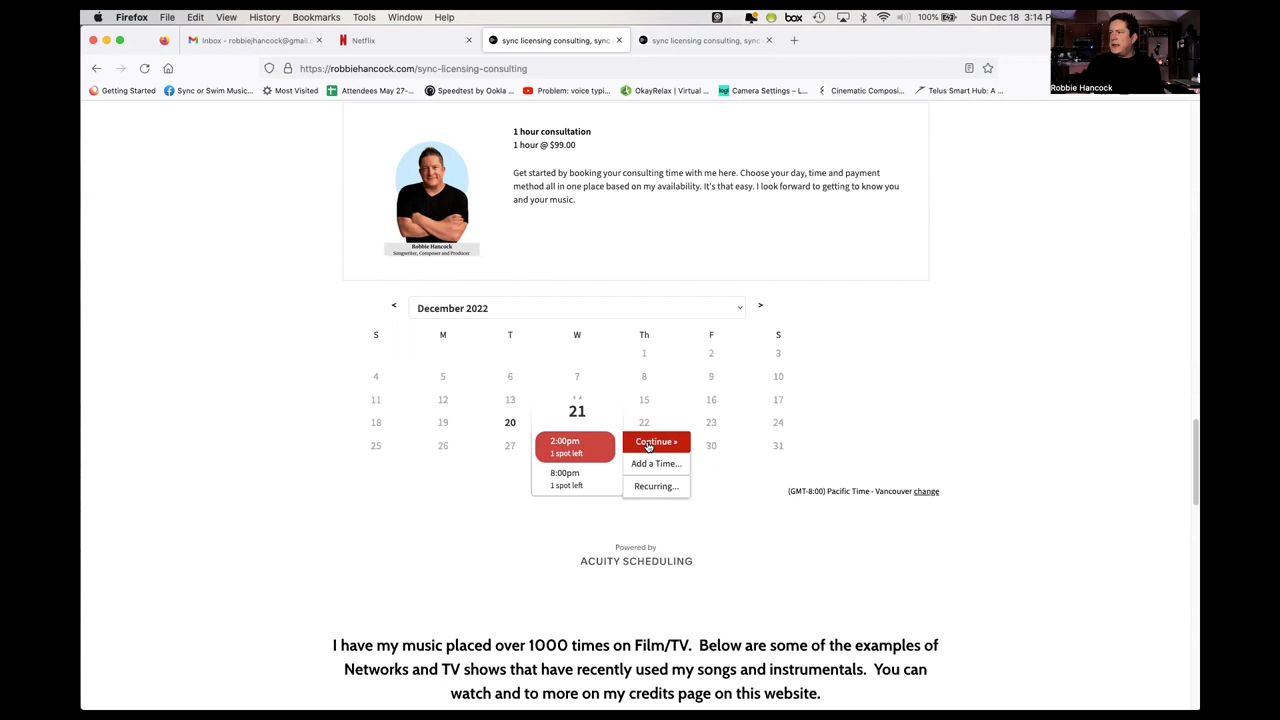 Firefox File Edit View History Bookmarks Tools Window Help box 100% Sun Dec 18 3:14 P
Inbox - robbiejhancock@gmail.c Netflix sync licensing consulting, sync sync licensing consulting, sync
https://robbiehancock.com/sync-licensing-consulting
Robbie Hancock
Getting Started Sync or Swim Music... Most Visited Attendees May 27-... Speedtest by Ookla ... Problem: voice typi... OkayRelax | Virtual ... Camera Settings – L... Cinematic Composi... Telus Smart Hub: A ...
1 hour consultation
1 hour @ $99.00
Get started by booking your consulting time with me here. Choose your day, time and payment
method all in one place based on my availability. It's that easy. I look forward to getting to know you
and your music.
Robbie Hancock
Songwriter, Composer and Producer
< December 2022 >
S M T W Th F S
1 2 3
4 5 6 7 8 9 10
11 12 13 15 16 17
18 19 20 21 22 23 24
25 26 27 30 31
2:00pm
1 spot left
8:00pm
1 spot left
Continue »
Add a Time...
Recurring...
(GMT-8:00) Pacific Time - Vancouver change
Powered by
ACUITY SCHEDULING
I have my music placed over 1000 times on Film/TV. Below are some of the examples of
Networks and TV shows that have recently used my songs and instrumentals. You can
watch and to more on my credits page on this website.